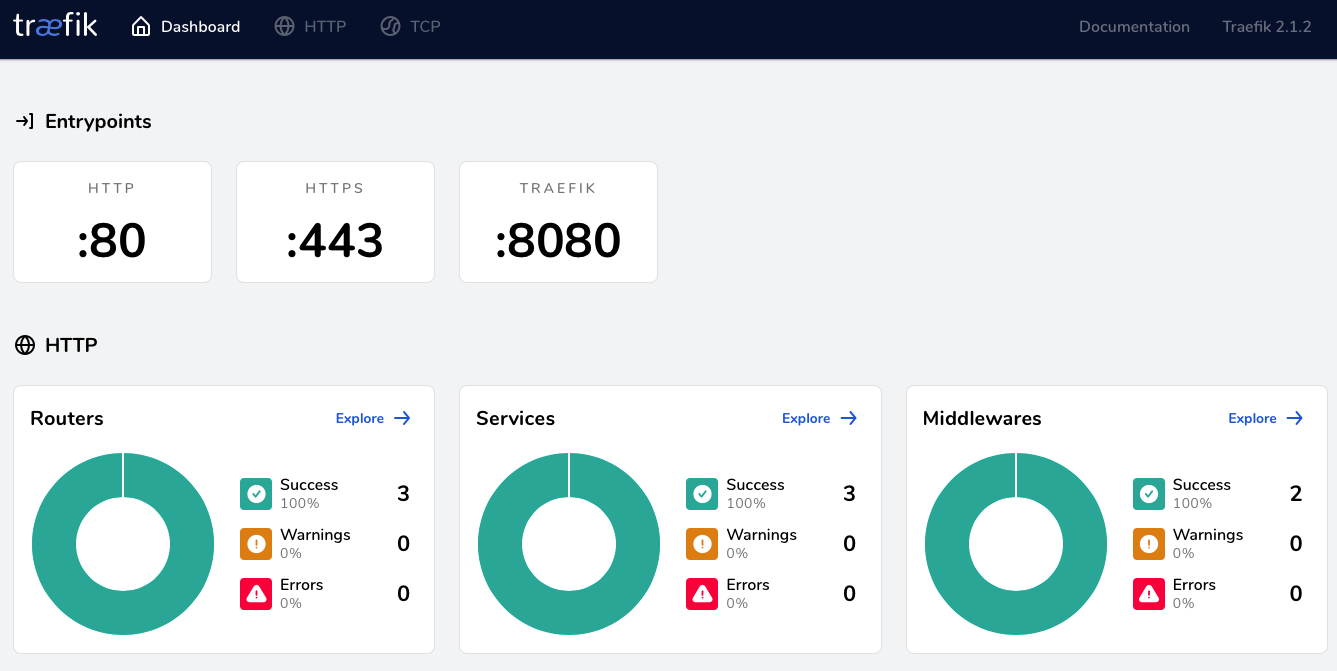 træfik Dashboard HTTP TCP Documentation Traefik 2.1.2
Entrypoints
HTTP HTTPS TRAEFIK
:80 :443 :8080
HTTP
Routers Explore
Success 3
100%
Warnings 0
0%
Errors 0
0%
Services Explore
Success 3
100%
Warnings 0
0%
Errors 0
0%
Middlewares Explore
Success 2
100%
Warnings 0
0%
Errors 0
0%